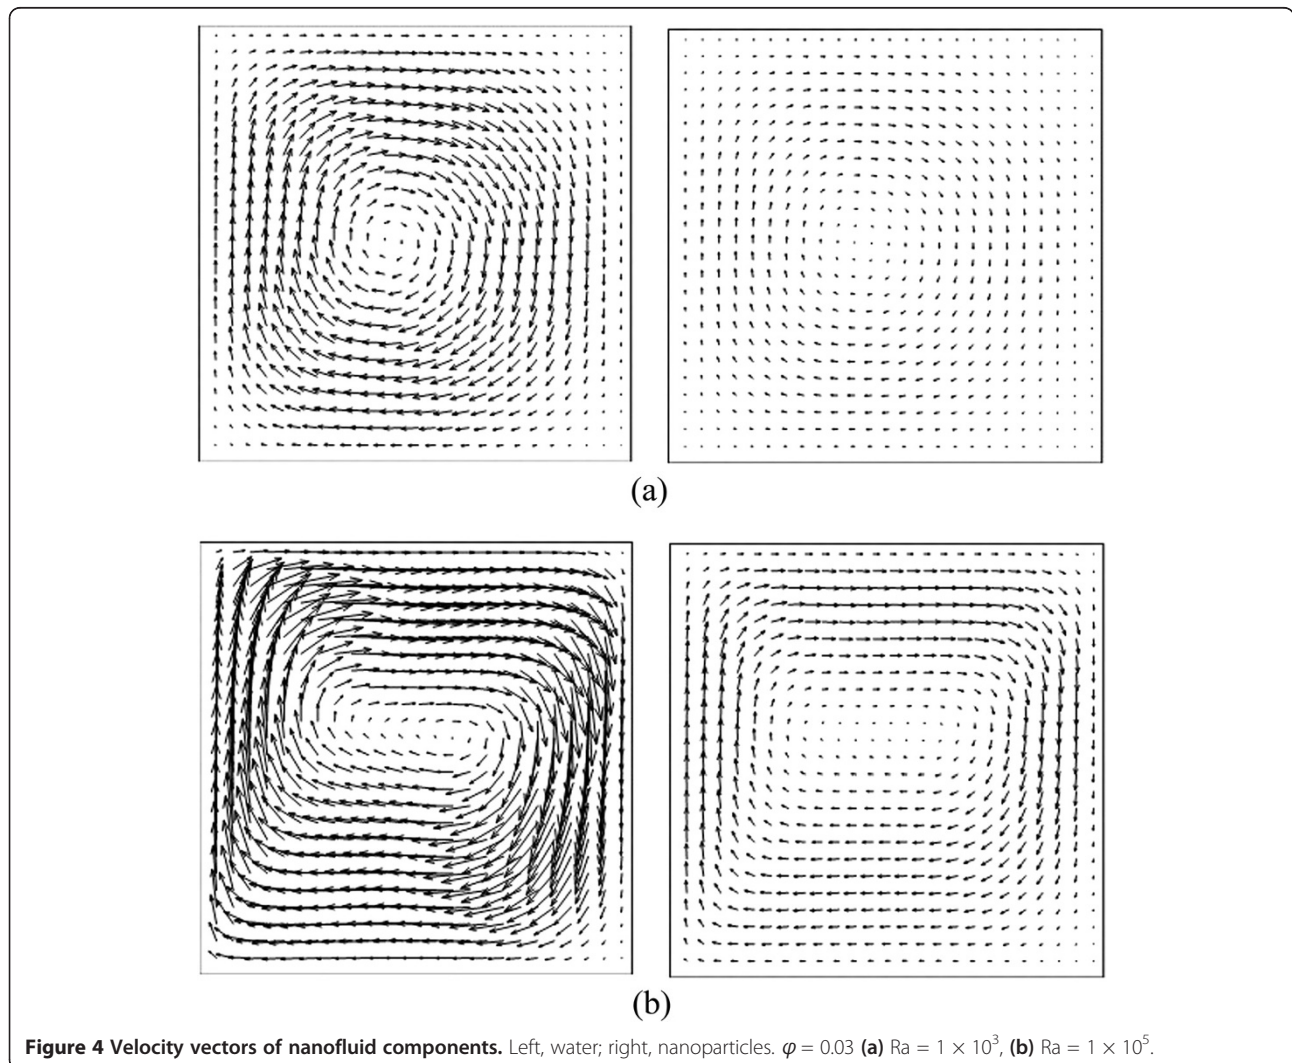 (a)
(b)
Figure 4 Velocity vectors of nanofluid components. Left, water; right, nanoparticles. φ = 0.03 (a) Ra = 1 × 10³, (b) Ra = 1 × 10⁵.